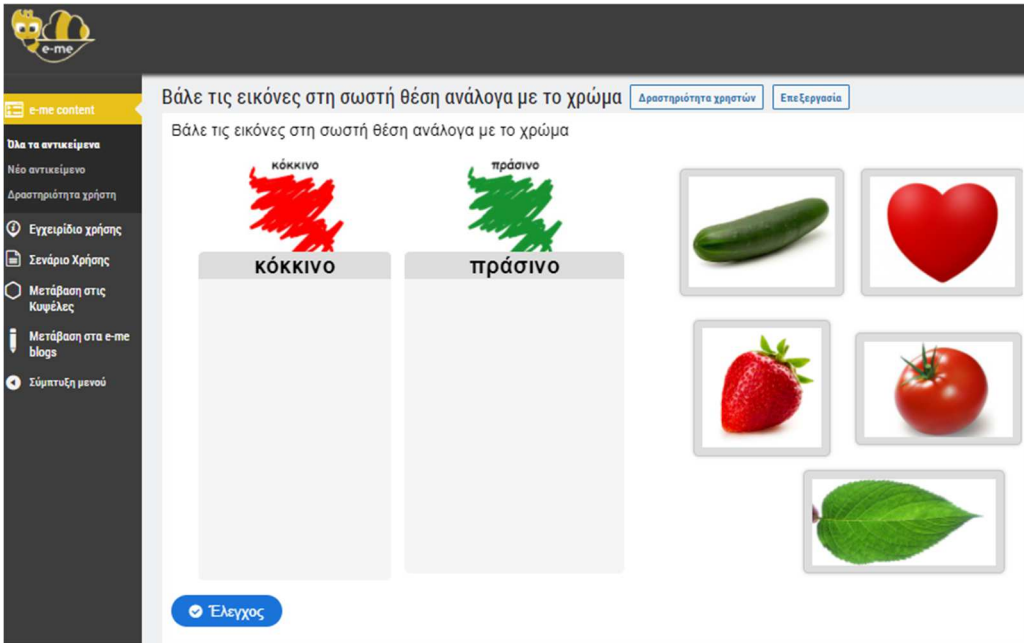 e-me
e-me content
Όλα τα αντικείμενα
Νέο αντικείμενο
Δραστηριότητα χρήστη
Εγχειρίδιο χρήσης
Σενάριο Χρήσης
Μετάβαση στις
Κυψέλες
Μετάβαση στα e-me
blogs
Σύμπτυξη μενού
Βάλε τις εικόνες στη σωστή θέση ανάλογα με το χρώμα
Δραστηριότητα χρηστών
Επεξεργασία
Βάλε τις εικόνες στη σωστή θέση ανάλογα με το χρώμα
κόκκινο
πράσινο
κόκκινο
πράσινο
Έλεγχος